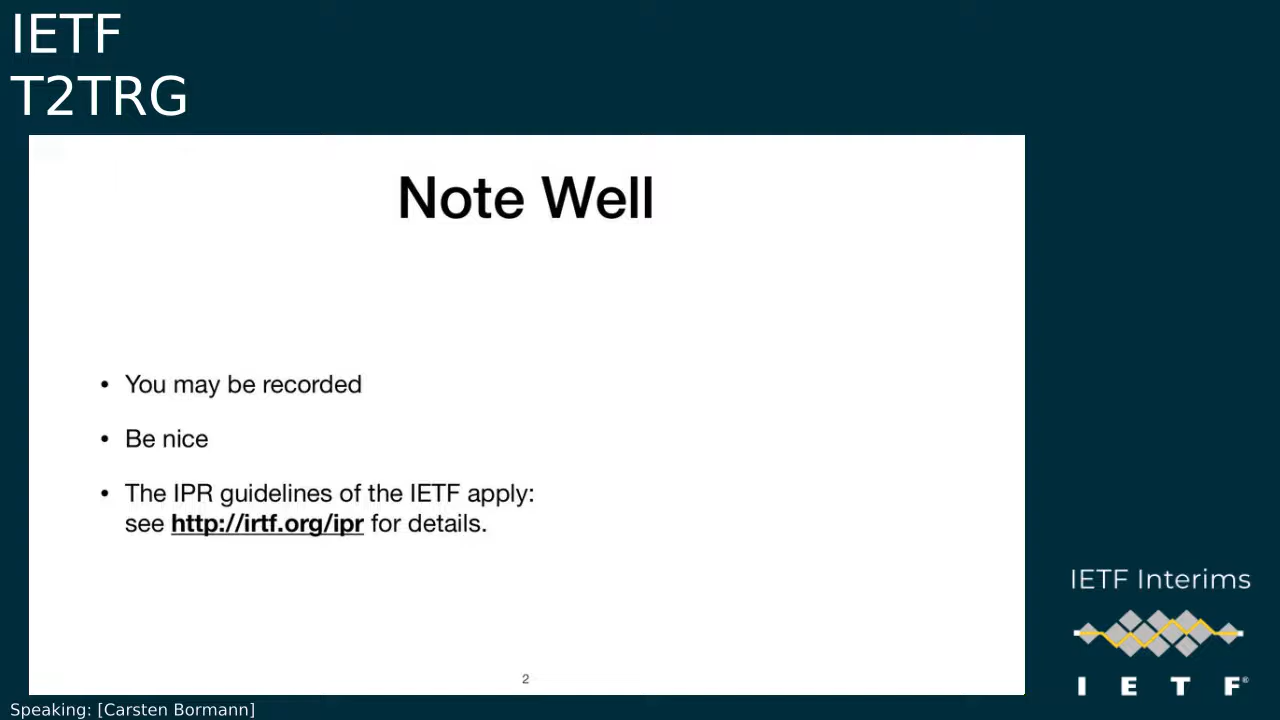 IETF
T2TRG
Note Well
• You may be recorded
• Be nice
• The IPR guidelines of the IETF apply:
see http://irtf.org/ipr for details.
2
IETF Interims
I E T F®
Speaking: [Carsten Bormann]